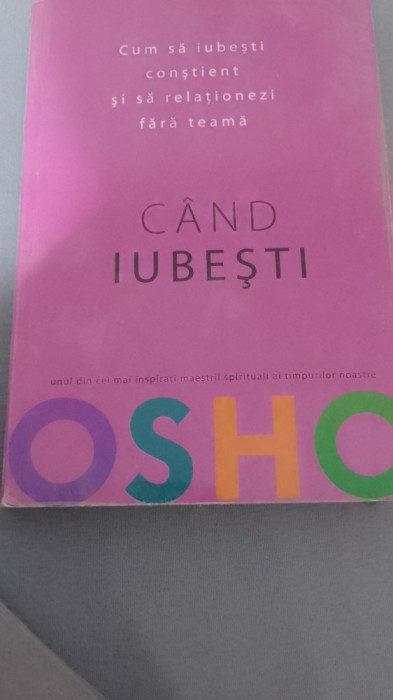 Cum să iubești
conștient
și să relaționezi
fără teamă
CÂND
IUBEȘTI
unul din cei mai inspirați maeștrii spirituali ai timpurilor noastre
OSHO